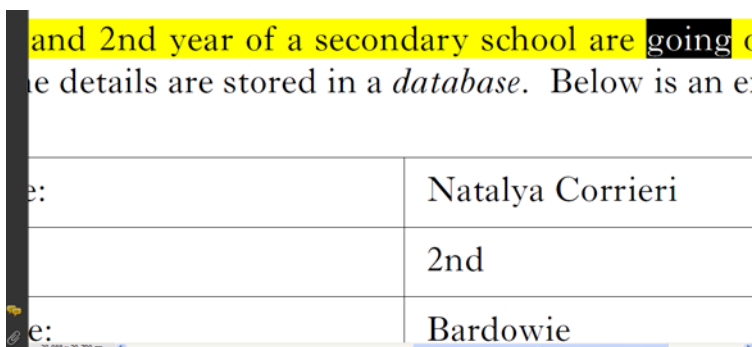 and 2nd year of a secondary school are going
e details are stored in a database. Below is an e
e: Natalya Corrieri
2nd
e: Bardowie